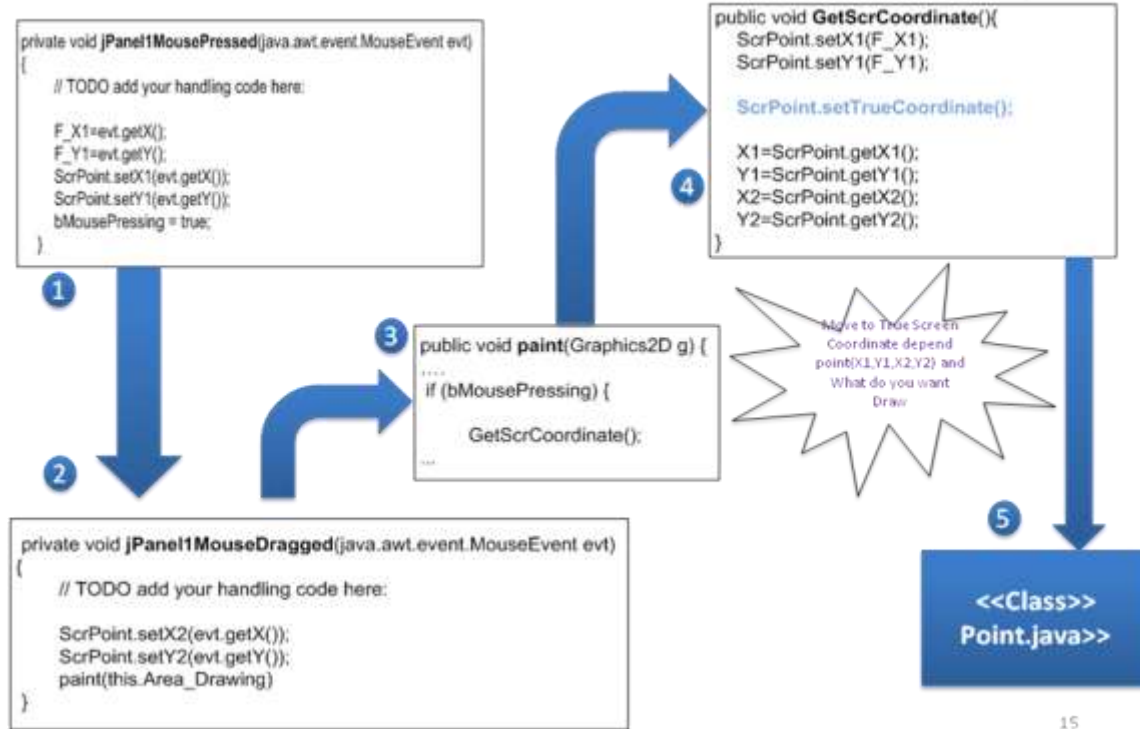 private void jPanel1MousePressed(java.awt.event.MouseEvent evt)
{
// TODO add your handling code here:
F_X1=evt.getX();
F_Y1=evt.getY();
ScrPoint.setX1(evt.getX());
ScrPoint.setY1(evt.getY());
bMousePressing = true;
}
1
2
private void jPanel1MouseDragged(java.awt.event.MouseEvent evt)
{
// TODO add your handling code here:
ScrPoint.setX2(evt.getX());
ScrPoint.setY2(evt.getY());
paint(this.Area_Drawing)
}
3
public void paint(Graphics2D g) {
....
if (bMousePressing) {
GetScrCoordinate();
...
4
public void GetScrCoordinate(){
ScrPoint.setX1(F_X1);
ScrPoint.setY1(F_Y1);
ScrPoint.setTrueCoordinate();
X1=ScrPoint.getX1();
Y1=ScrPoint.getY1();
X2=ScrPoint.getX2();
Y2=ScrPoint.getY2();
}
Move to True Screen
Coordinate depend
point(X1,Y1,X2,Y2) and
What do you want
Draw
5
<<Class>>
Point.java>>
15